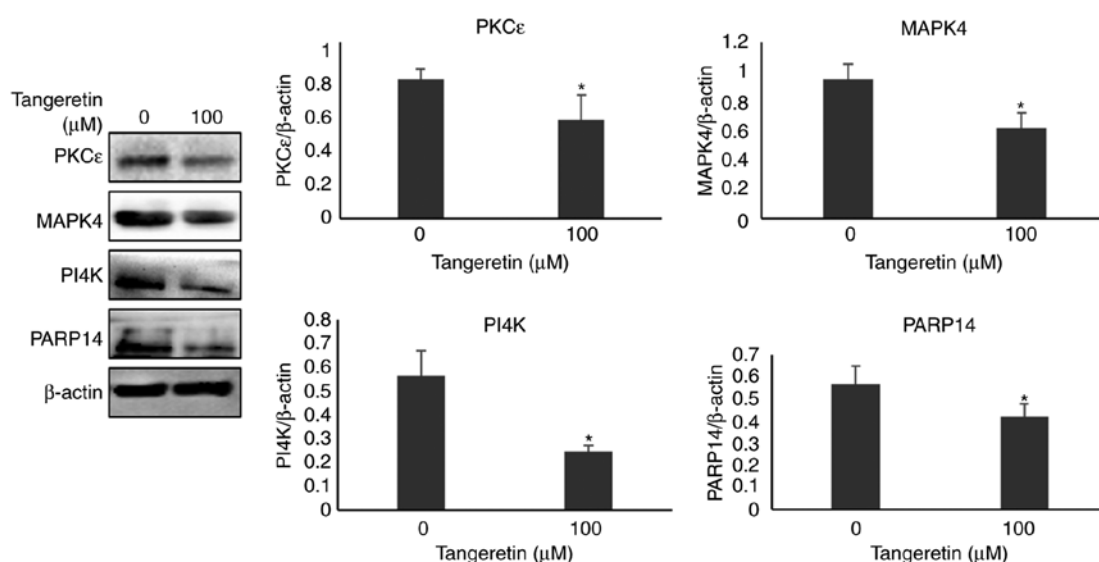 Tangeretin
(μM)
0 100
PKCε
MAPK4
PI4K
PARP14
β-actin
PKCε
PKCε/β-actin
1
0.8
0.6
0.4
0.2
0
*
0 100
Tangeretin (μM)
MAPK4
MAPK4/β-actin
1.2
1
0.8
0.6
0.4
0.2
0
*
0 100
Tangeretin (μM)
PI4K
PI4K/β-actin
0.8
0.7
0.6
0.5
0.4
0.3
0.2
0.1
0
*
0 100
Tangeretin (μM)
PARP14
PARP14/β-actin
0.7
0.6
0.5
0.4
0.3
0.2
0.1
0
*
0 100
Tangeretin (μM)